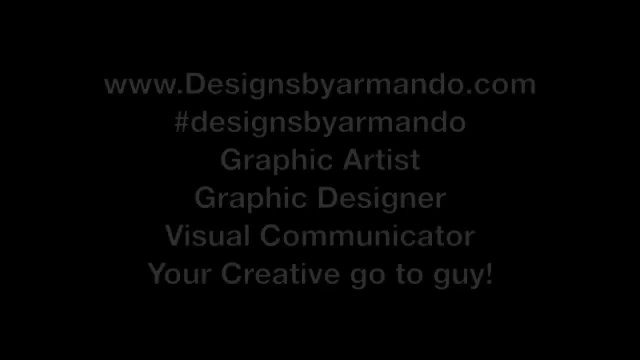 www.Designsbyarmando.com
#designsbyarmando
Graphic Artist
Graphic Designer
Visual Communicator
Your Creative go to guy!